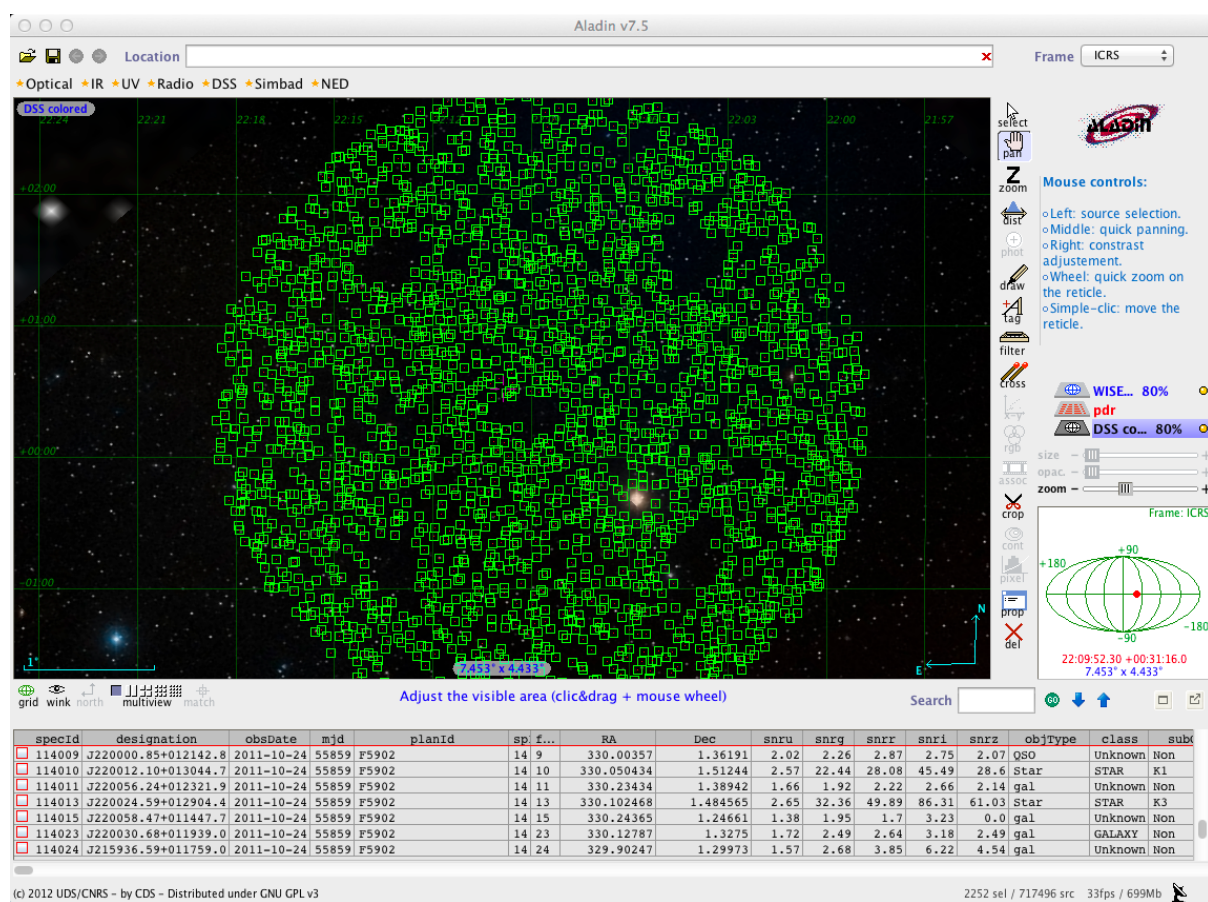 Aladin v7.5
Location
Frame ICRS
Optical IR UV Radio DSS Simbad NED
DSS colored
22:24 22:21 22:18 22:15 22:03 22:00 21:57
+02:00
+01:00
+00:00
-01:00
1°
7.453° x 4.433°
N
E
select
pan
zoom
dist
phot
draw
tag
filter
cross
x-y
rgb
assoc
crop
cont
pixel
prop
del
ALADIN
Mouse controls:
Left: source selection.
Middle: quick panning.
Right: constrast
adjustement.
Wheel: quick zoom on
the reticle.
Simple-clic: move the
reticle.
WISE... 80%
pdr
DSS co... 80%
size - +
opac. - +
zoom - +
Frame: ICRS
+90
+180
-180
-90
22:09:52.30 +00:31:16.0
7.453° x 4.433°
grid wink north multiview match
Adjust the visible area (clic&drag + mouse wheel)
Search GO
specId designation obsDate mjd planId sp f... RA Dec snru snrg snrr snri snrz objType class subC
114009 J220000.85+012142.8 2011-10-24 55859 F5902 14 9 330.00357 1.36191 2.02 2.26 2.87 2.75 2.07 QSO Unknown Non
114010 J220012.10+013044.7 2011-10-24 55859 F5902 14 10 330.050434 1.51244 2.57 22.44 28.08 45.49 28.6 Star STAR K1
114011 J220056.24+012321.9 2011-10-24 55859 F5902 14 11 330.23434 1.38942 1.66 1.92 2.22 2.66 2.14 gal Unknown Non
114013 J220024.59+012904.4 2011-10-24 55859 F5902 14 13 330.102468 1.484565 2.65 32.36 49.89 86.31 61.03 Star STAR K3
114015 J220058.47+011447.7 2011-10-24 55859 F5902 14 15 330.24365 1.24661 1.38 1.95 1.7 3.23 0.0 gal Unknown Non
114023 J220030.68+011939.0 2011-10-24 55859 F5902 14 23 330.12787 1.3275 1.72 2.49 2.64 3.18 2.49 gal GALAXY Non
114024 J215936.59+011759.0 2011-10-24 55859 F5902 14 24 329.90247 1.29973 1.57 2.68 3.85 6.22 4.54 gal Unknown Non
(c) 2012 UDS/CNRS - by CDS - Distributed under GNU GPL v3
2252 sel / 717496 src 33fps / 699Mb